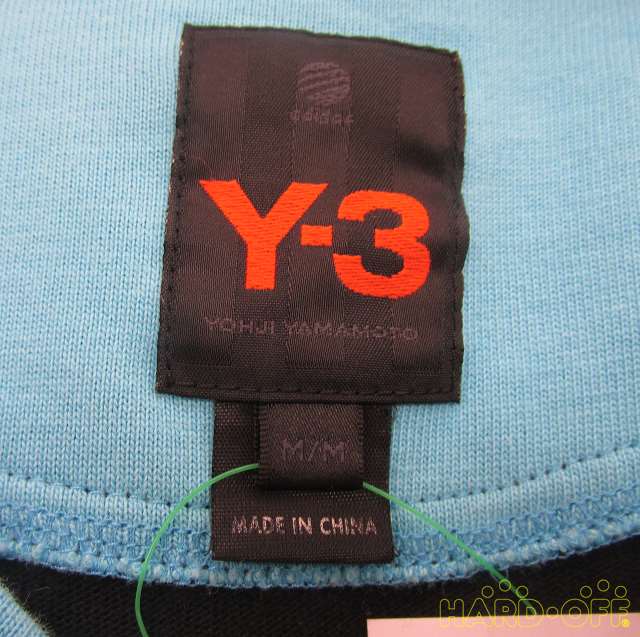 adidas
Y-3
YOHJI YAMAMOTO
M/M
MADE IN CHINA
HARD-OFF